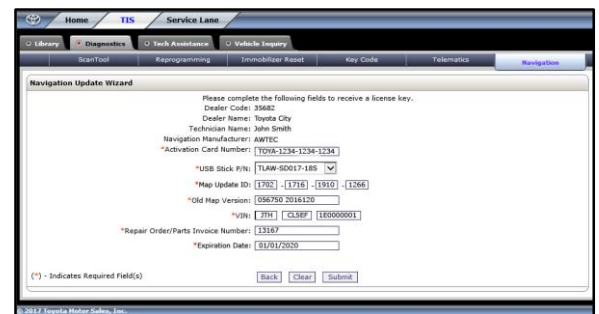 Home TIS Service Lane
Library Diagnostics Tech Assistance Vehicle Inquiry
ScanTool Reprogramming Immobilizer Reset Key Code Telematics Navigation
Navigation Update Wizard
Please complete the following fields to receive a license key.
Dealer Code: 35682
Dealer Name: Toyota City
Technician Name: John Smith
Navigation Manufacturer: AWTEC
*Activation Card Number: TOYA-1234-1234-1234
*USB Stick P/N: TLAW-SD017-185
*Map Update ID: 1702 - 1716 - 1910 - 1266
*Old Map Version: 056750 2016120
*VIN: JTH CL5EF 1E0000001
*Repair Order/Parts Invoice Number: 13167
*Expiration Date: 01/01/2020
(*) - Indicates Required Field(s) Back Clear Submit
© 2017 Toyota Motor Sales, Inc.